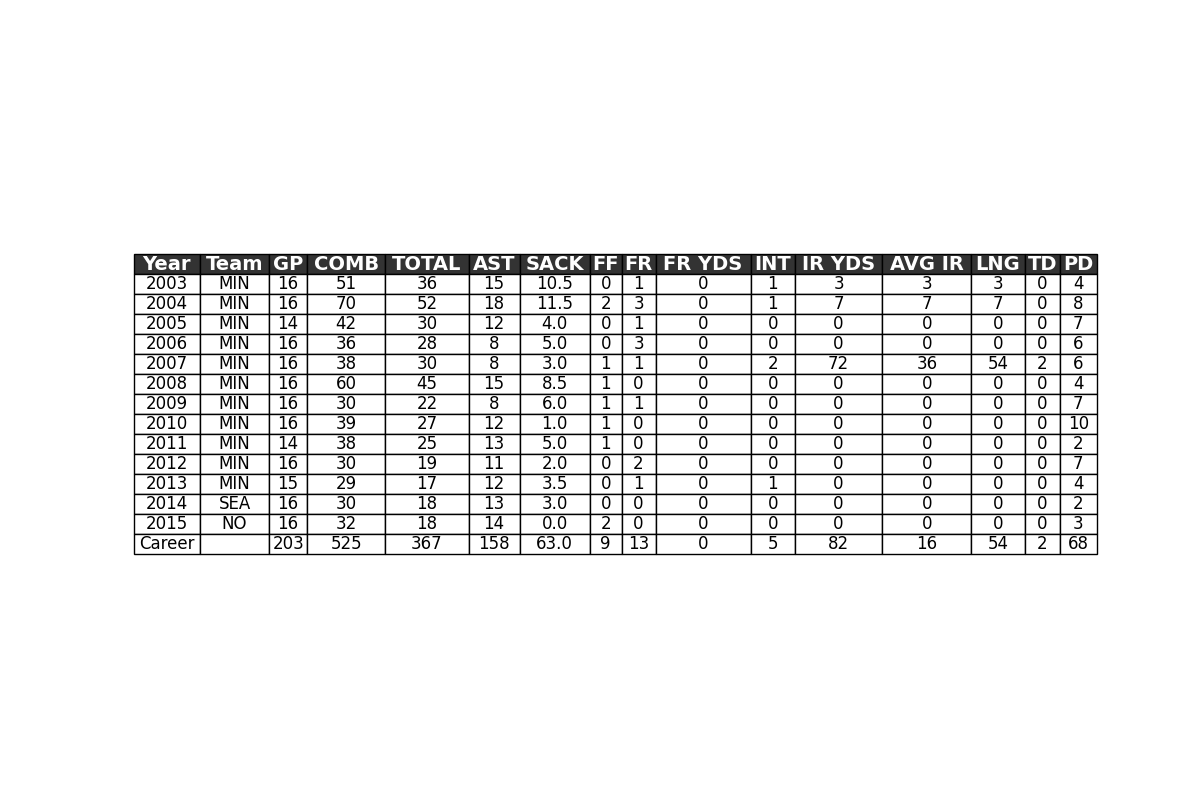 Year Team GP COMB TOTAL AST SACK FF FR FR YDS INT IR YDS AVG IR LNG TD PD
2003 MIN 16 51 36 15 10.5 0 1 0 1 3 3 3 0 4
2004 MIN 16 70 52 18 11.5 2 3 0 1 7 7 7 0 8
2005 MIN 14 42 30 12 4.0 0 1 0 0 0 0 0 0 7
2006 MIN 16 36 28 8 5.0 0 3 0 0 0 0 0 0 6
2007 MIN 16 38 30 8 3.0 1 1 0 2 72 36 54 2 6
2008 MIN 16 60 45 15 8.5 1 0 0 0 0 0 0 0 4
2009 MIN 16 30 22 8 6.0 1 1 0 0 0 0 0 0 7
2010 MIN 16 39 27 12 1.0 1 0 0 0 0 0 0 0 10
2011 MIN 14 38 25 13 5.0 1 0 0 0 0 0 0 0 2
2012 MIN 16 30 19 11 2.0 0 2 0 0 0 0 0 0 7
2013 MIN 15 29 17 12 3.5 0 1 0 1 0 0 0 0 4
2014 SEA 16 30 18 13 3.0 0 0 0 0 0 0 0 0 2
2015 NO 16 32 18 14 0.0 2 0 0 0 0 0 0 0 3
Career 203 525 367 158 63.0 9 13 0 5 82 16 54 2 68